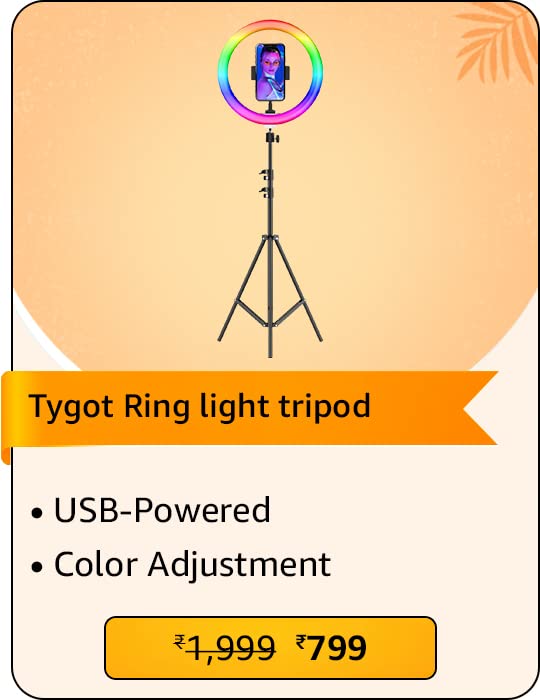 Tygot Ring light tripod
• USB-Powered
• Color Adjustment
₹1,999 ₹799